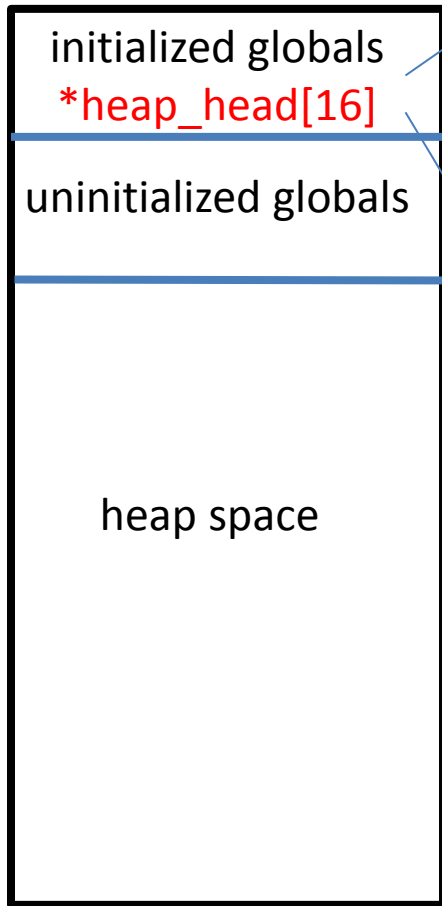 initialized globals
*heap_head[16]
uninitialized globals
heap space